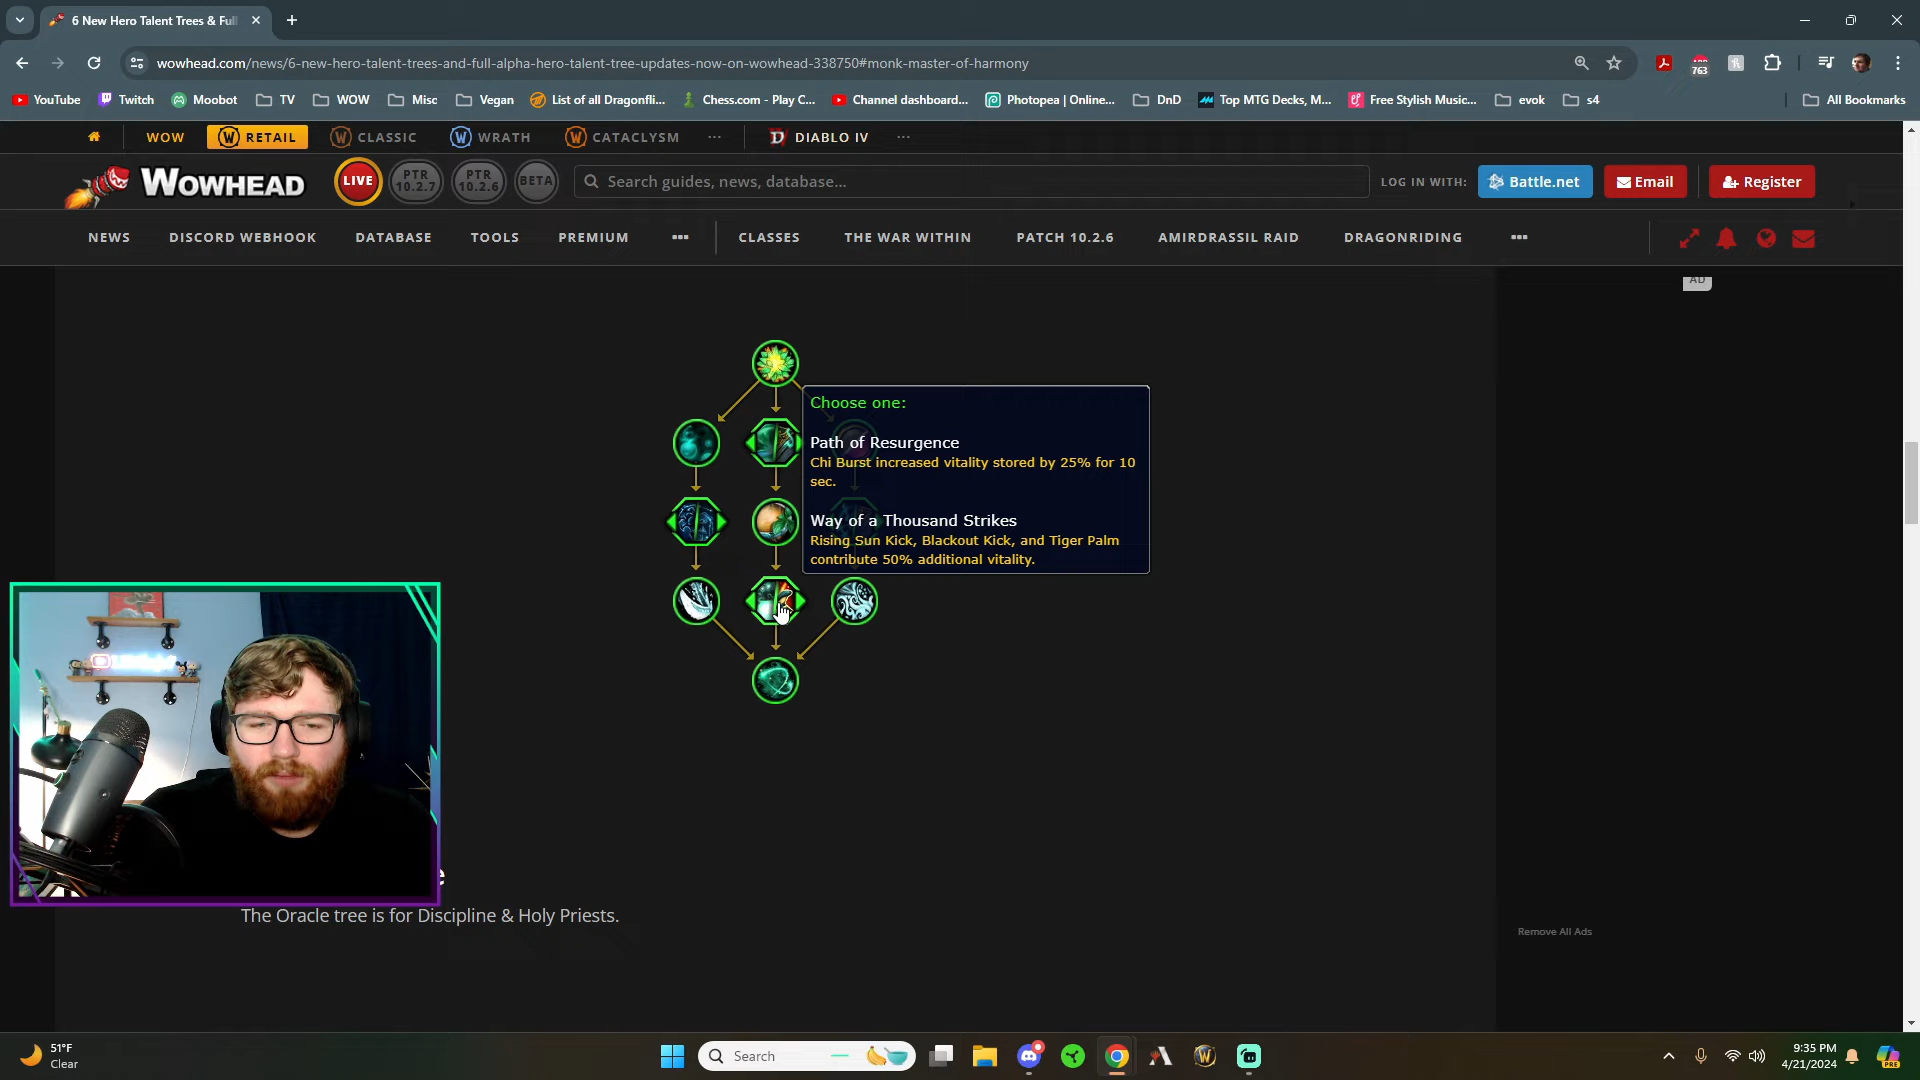 6 New Hero Talent Trees & Ful
wowhead.com/news/6-new-hero-talent-trees-and-full-alpha-hero-talent-tree-updates-now-on-wowhead-338750#monk-master-of-harmony
763
YouTube Twitch Moobot TV WOW Misc Vegan List of all Dragonfli... Chess.com - Play C... Channel dashboard... Photopea | Online... DnD Top MTG Decks, M... Free Stylish Music... evok s4 All Bookmarks
WOW RETAIL CLASSIC WRATH CATACLYSM ... DIABLO IV ...
WOWHEAD LIVE PTR 10.2.7 PTR 10.2.6 BETA Search guides, news, database... LOG IN WITH: Battle.net Email Register
NEWS DISCORD WEBHOOK DATABASE TOOLS PREMIUM ... CLASSES THE WAR WITHIN PATCH 10.2.6 AMIRDRASSIL RAID DRAGONRIDING ...
AD
Choose one:
Path of Resurgence
Chi Burst increased vitality stored by 25% for 10
sec.
Way of a Thousand Strikes
Rising Sun Kick, Blackout Kick, and Tiger Palm
contribute 50% additional vitality.
e
The Oracle tree is for Discipline & Holy Priests.
Remove All Ads
51°F
Clear
Search
9:35 PM
4/21/2024
PRE